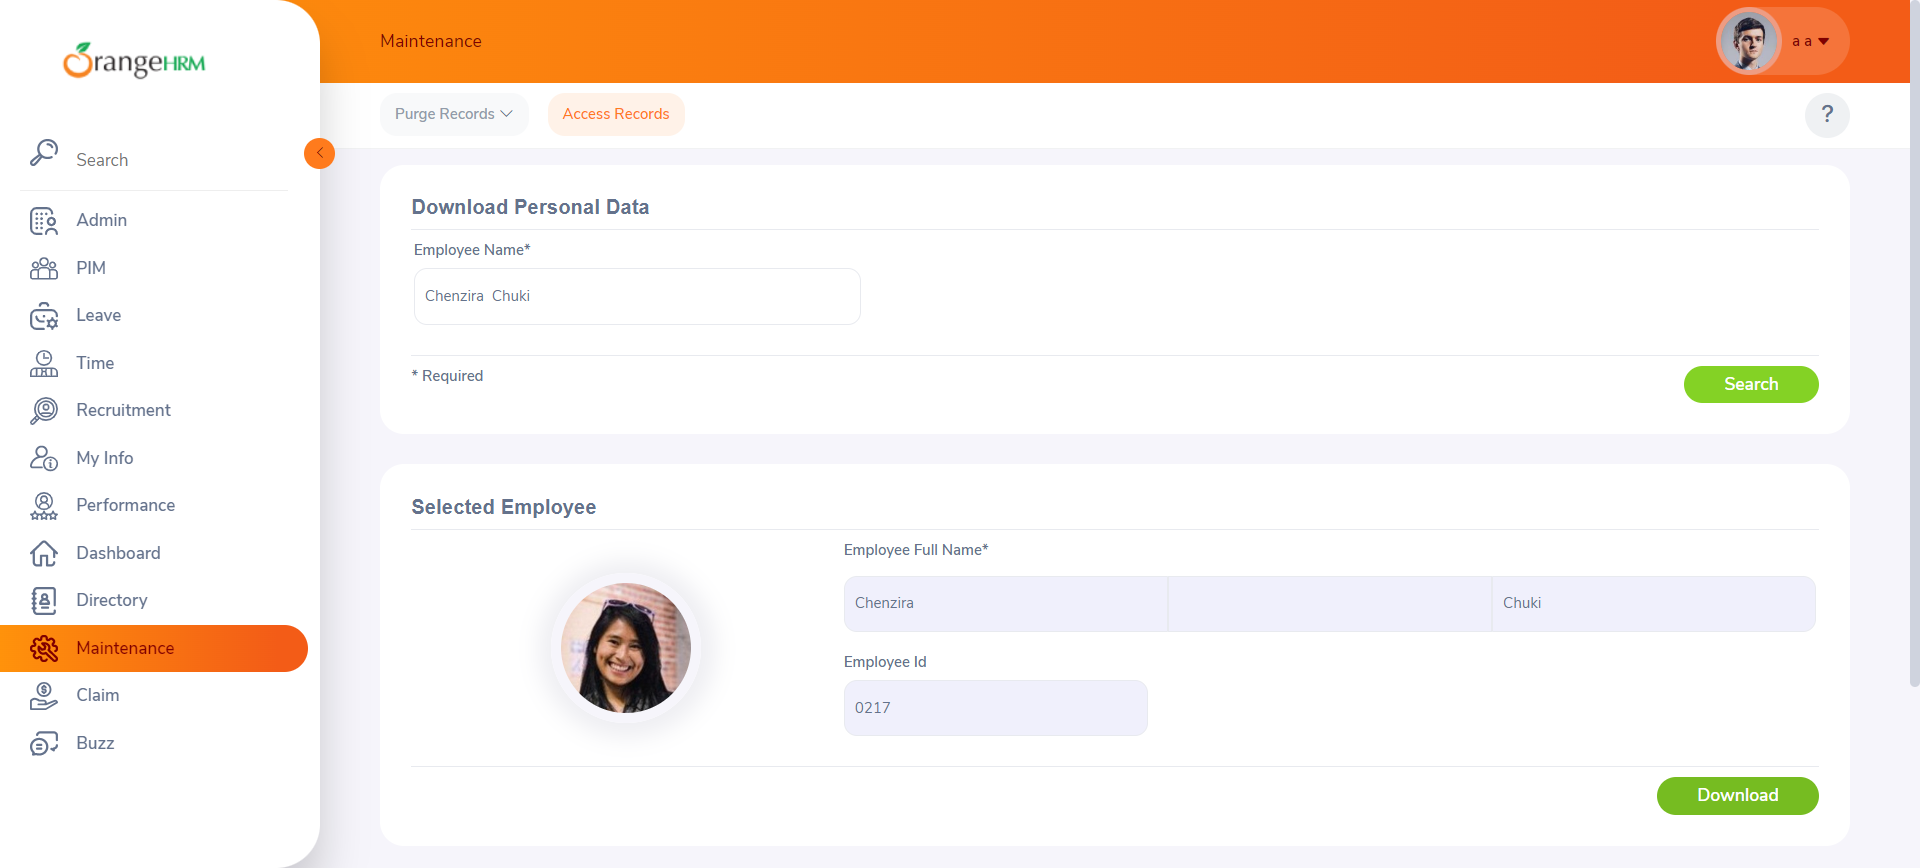 OrangeHRM
Maintenance
a a
Purge Records
Access Records
?
Search
Admin
PIM
Leave
Time
Recruitment
My Info
Performance
Dashboard
Directory
Maintenance
Claim
Buzz
Download Personal Data
Employee Name*
Chenzira  Chuki
* Required
Search
Selected Employee
Employee Full Name*
Chenzira
Chuki
Employee Id
0217
Download